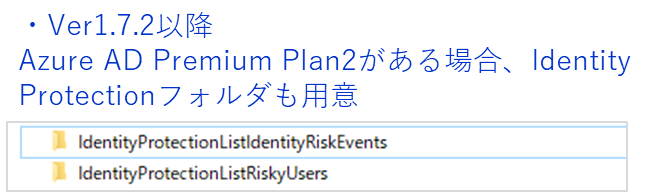 ・Ver1.7.2以降
Azure AD Premium Plan2がある場合、Identity
Protectionフォルダも用意
IdentityProtectionListIdentityRiskEvents
IdentityProtectionListRiskyUsers